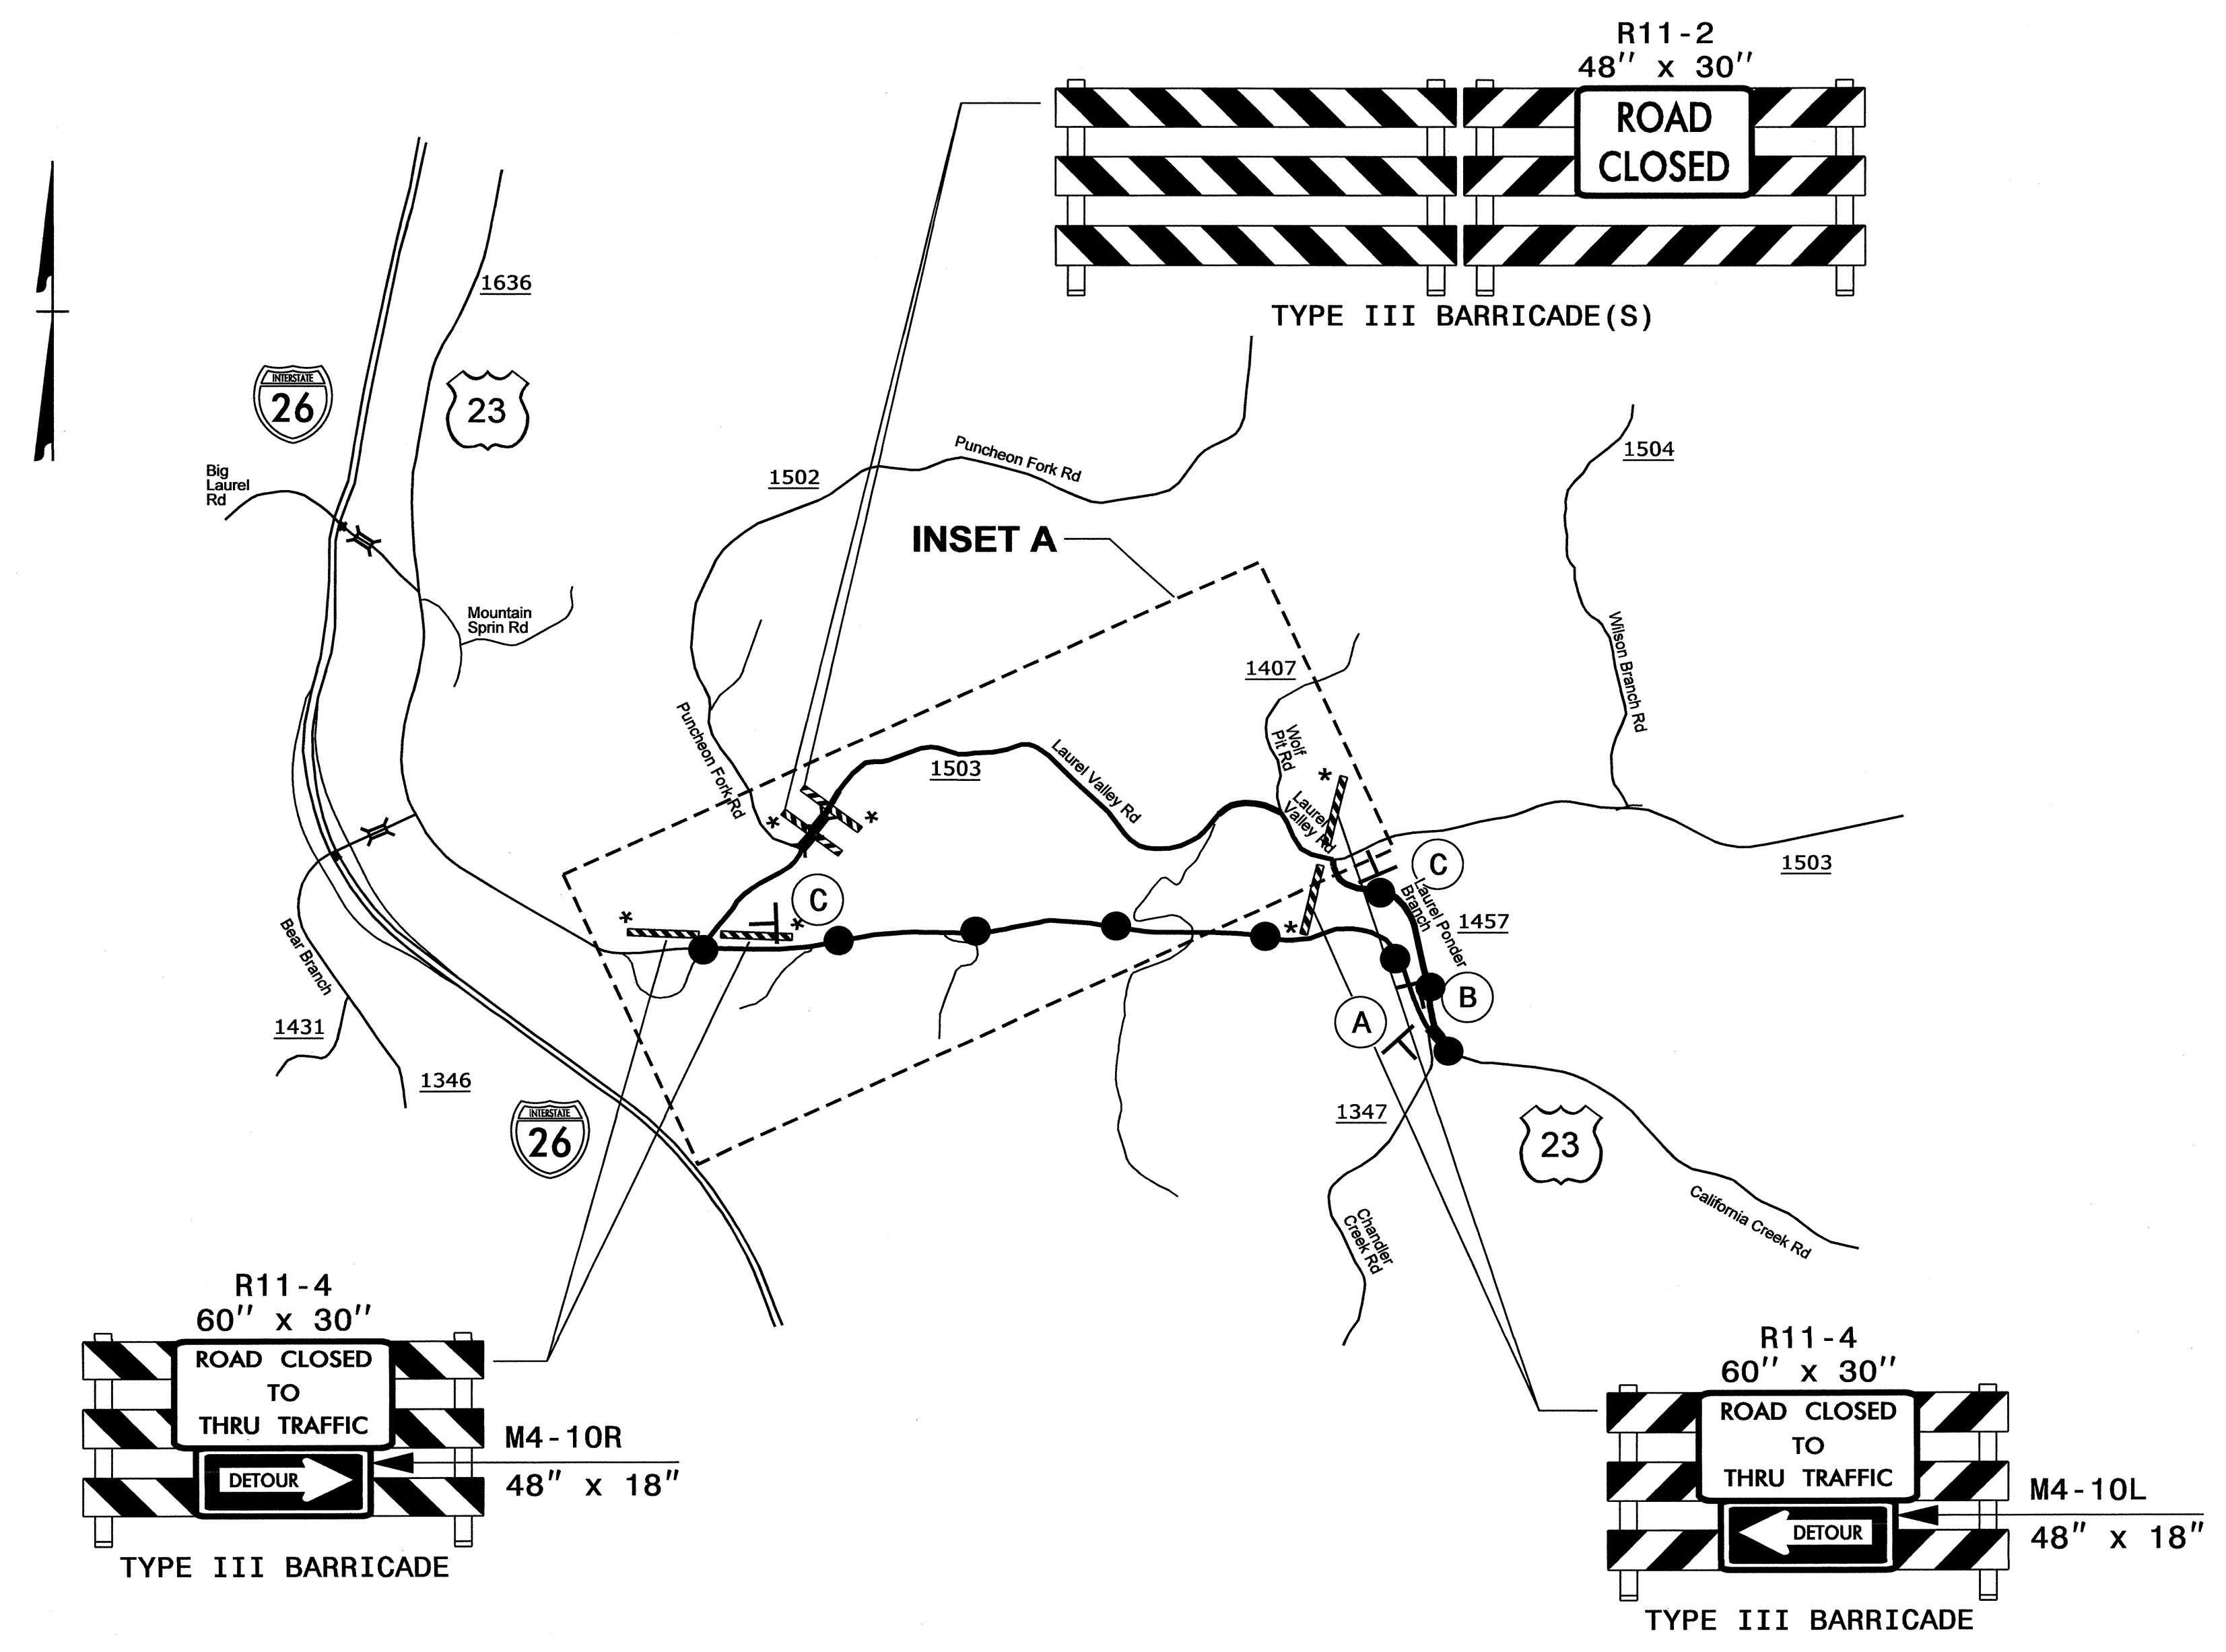 R11-2
48" x 30"
ROAD
CLOSED
TYPE III BARRICADE(S)
1636
INTERSTATE
26
23
Big
Laurel
Rd
1502
Puncheon Fork Rd
1504
INSET A
Mountain
Sprin Rd
Wilson Branch Rd
1407
Puncheon Fork Rd
Wolf
Pit Rd
1503
Laurel Valley Rd
*
*
*
Laurel
Valley Rd
C
1503
C
*
*
*
Laurel Ponder
Branch
1457
Bear Branch
B
A
1431
1346
1347
INTERSTATE
26
23
California Creek Rd
Chandler
Creek Rd
R11-4
60" x 30"
ROAD CLOSED
TO
THRU TRAFFIC
DETOUR
M4-10R
48" x 18"
TYPE III BARRICADE
R11-4
60" x 30"
ROAD CLOSED
TO
THRU TRAFFIC
DETOUR
M4-10L
48" x 18"
TYPE III BARRICADE